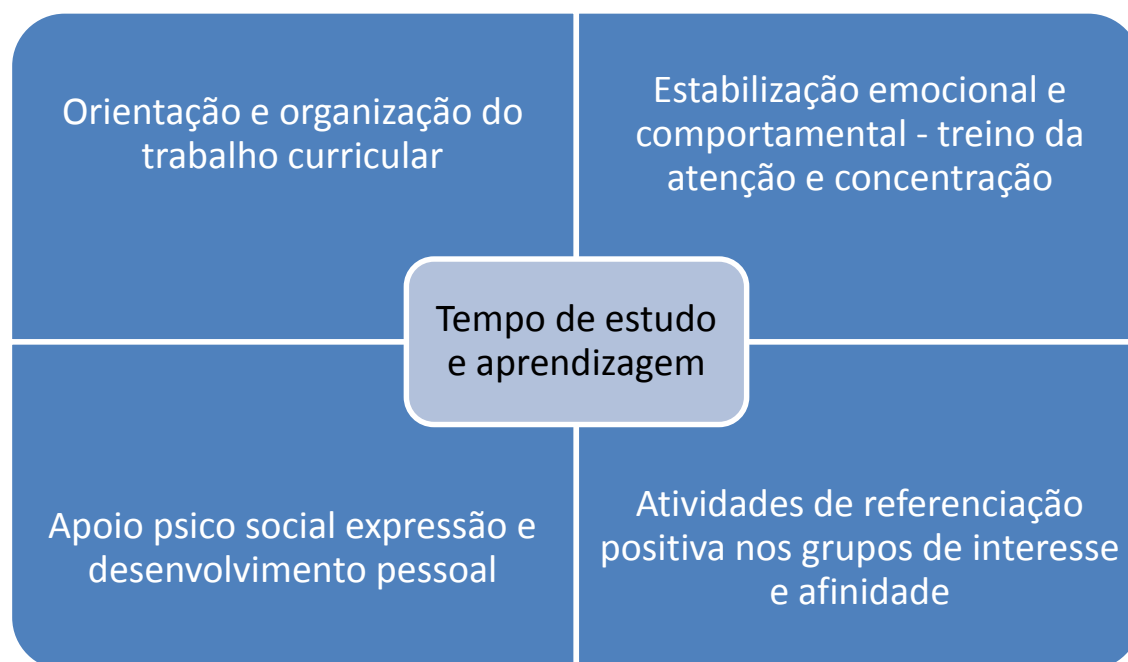 Orientação e organização do
trabalho curricular
Estabilização emocional e
comportamental - treino da
atenção e concentração
Tempo de estudo
e aprendizagem
Apoio psico social expressão e
desenvolvimento pessoal
Atividades de referenciação
positiva nos grupos de interesse
e afinidade